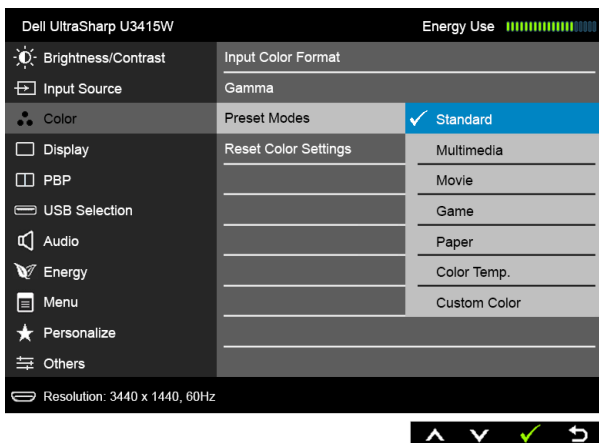 Dell UltraSharp U3415W
Energy Use
Brightness/Contrast
Input Source
Color
Display
PBP
USB Selection
Audio
Energy
Menu
Personalize
Others
Input Color Format
Gamma
Preset Modes
Reset Color Settings
Standard
Multimedia
Movie
Game
Paper
Color Temp.
Custom Color
Resolution: 3440 x 1440, 60Hz